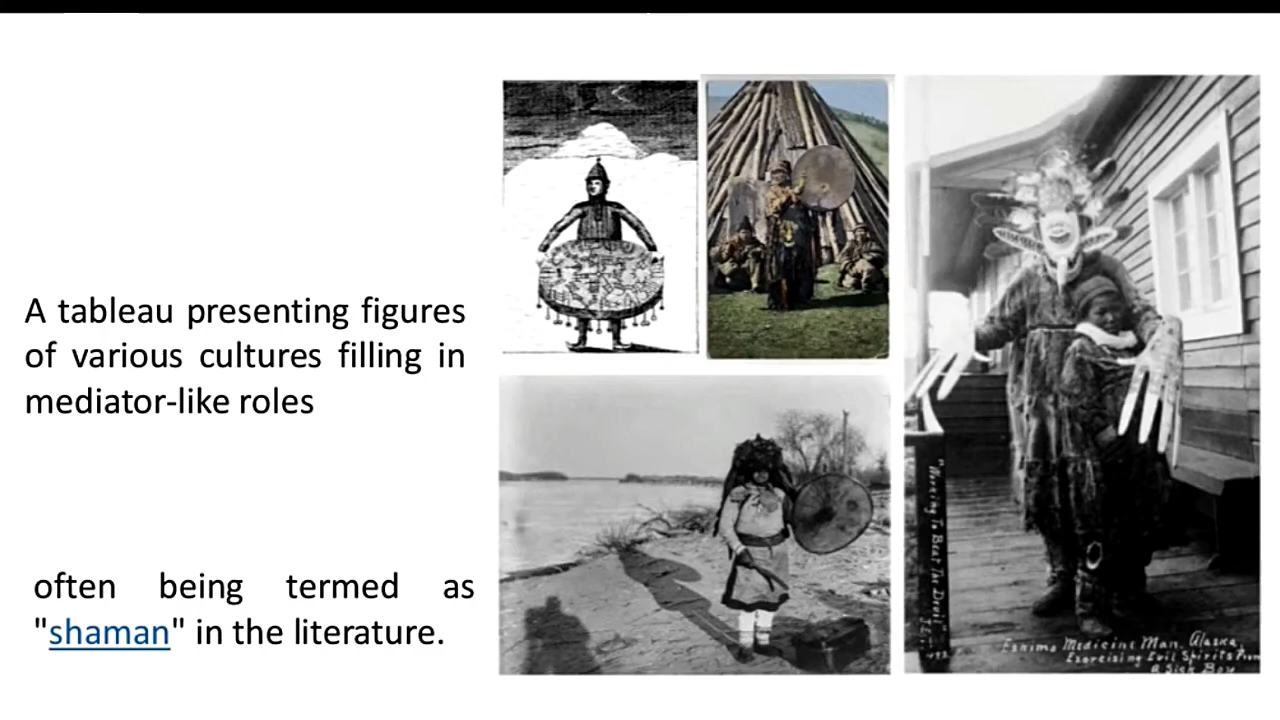 A tableau presenting figures
of various cultures filling in
mediator-like roles
often being termed as
"shaman" in the literature.
Eskimo Medicine Man, Alaska,
Exorcising Evil Spirits From
a Sick Boy